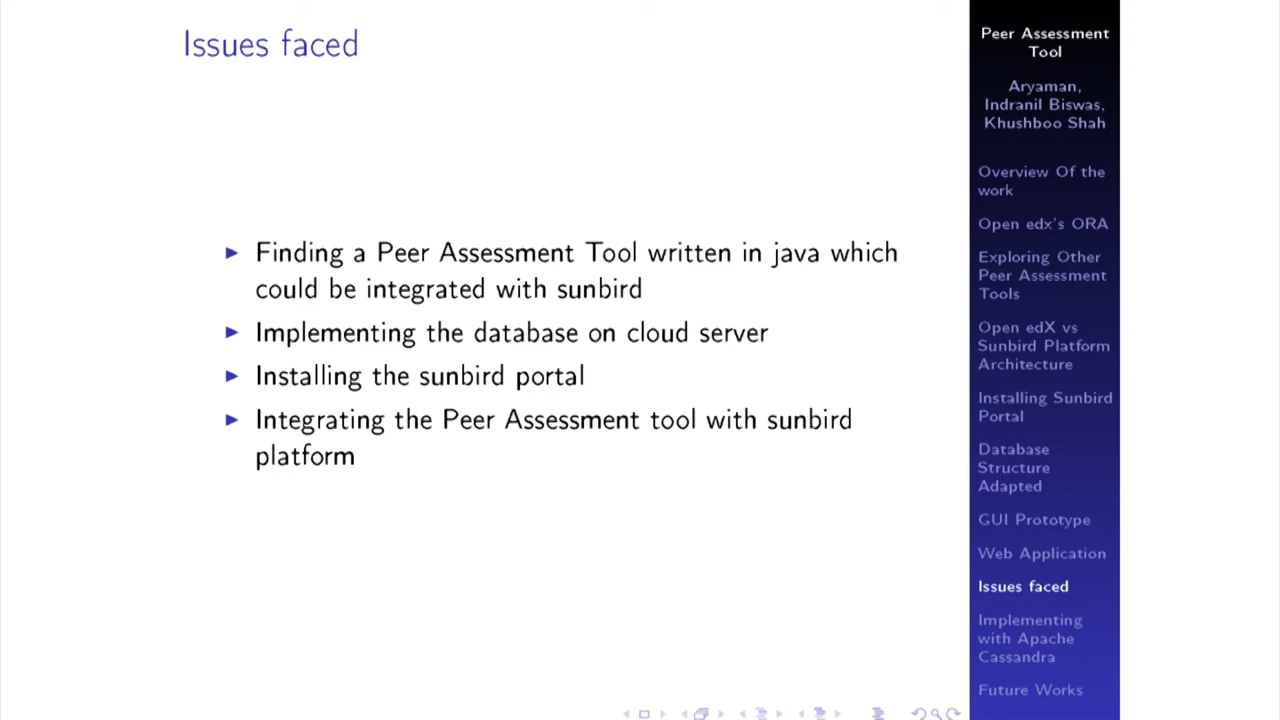 Issues faced
Finding a Peer Assessment Tool written in java which
could be integrated with sunbird
Implementing the database on cloud server
Installing the sunbird portal
Integrating the Peer Assessment tool with sunbird
platform
Peer Assessment
Tool
Aryaman,
Indranil Biswas,
Khushboo Shah
Overview Of the
work
Open edx's ORA
Exploring Other
Peer Assessment
Tools
Open edX vs
Sunbird Platform
Architecture
Installing Sunbird
Portal
Database
Structure
Adapted
GUI Prototype
Web Application
Issues faced
Implementing
with Apache
Cassandra
Future Works